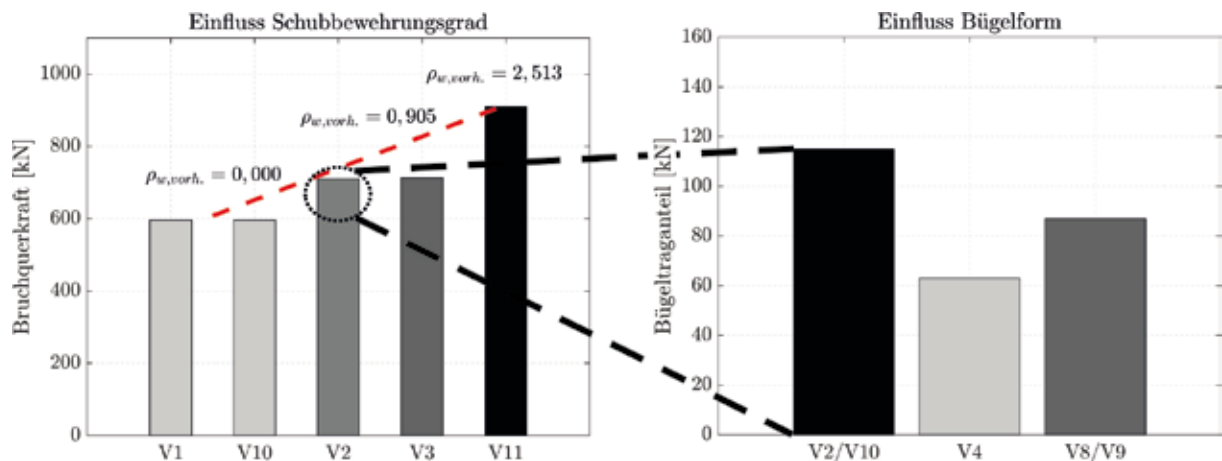 Einfluss Schubbewehrungsgrad
Bruchquerkraft [kN]
1000
800
600
400
200
0
ρw,vorh. = 0,000
ρw,vorh. = 0,905
ρw,vorh. = 2,513
V1 V10 V2 V3 V11
Einfluss Bügelform
Bügeltraganteil [kN]
160
140
120
100
80
60
40
20
0
V2/V10 V4 V8/V9